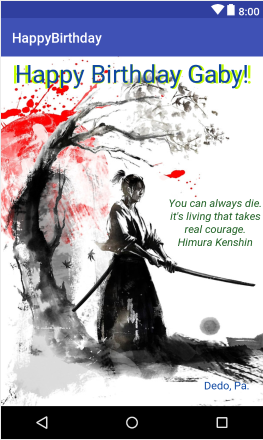 8:00
HappyBirthday
Happy Birthday Gaby!
You can always die.
it's living that takes
real courage.
Himura Kenshin
Dedo, Pa.